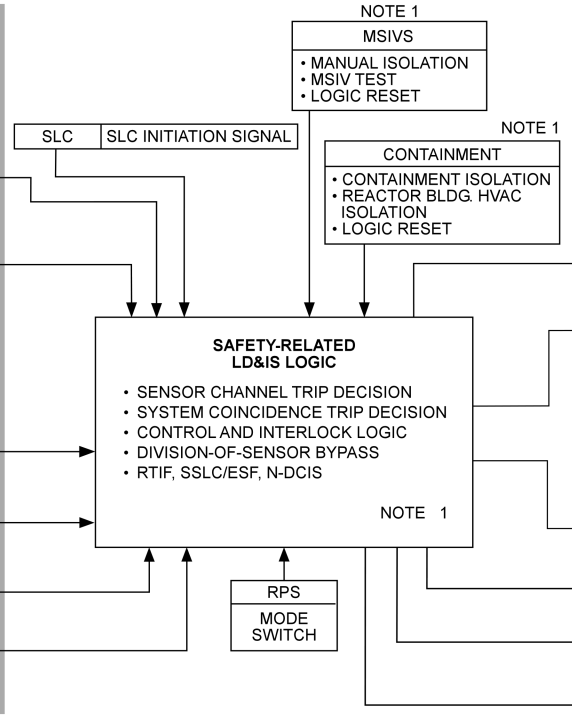 NOTE 1
MSIVS
• MANUAL ISOLATION
• MSIV TEST
• LOGIC RESET
SLC SLC INITIATION SIGNAL
NOTE 1
CONTAINMENT
• CONTAINMENT ISOLATION
• REACTOR BLDG. HVAC
ISOLATION
• LOGIC RESET
SAFETY-RELATED
LD&IS LOGIC
• SENSOR CHANNEL TRIP DECISION
• SYSTEM COINCIDENCE TRIP DECISION
• CONTROL AND INTERLOCK LOGIC
• DIVISION-OF-SENSOR BYPASS
• RTIF, SSLC/ESF, N-DCIS
NOTE 1
RPS
MODE
SWITCH